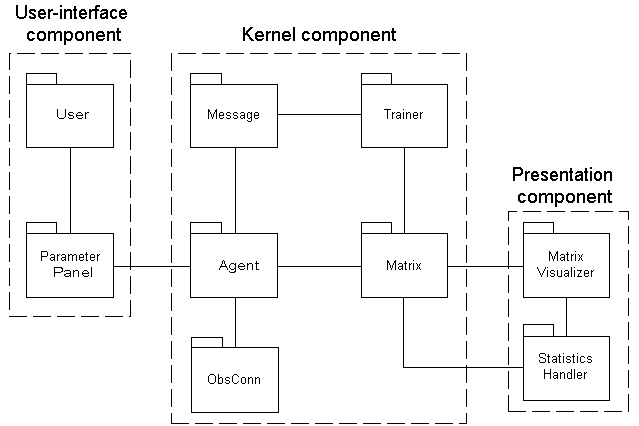 User-interface
component
Kernel component
User
Message
Trainer
Presentation
component
Parameter
Panel
Agent
Matrix
Matrix
Visualizer
ObsConn
Statistics
Handler